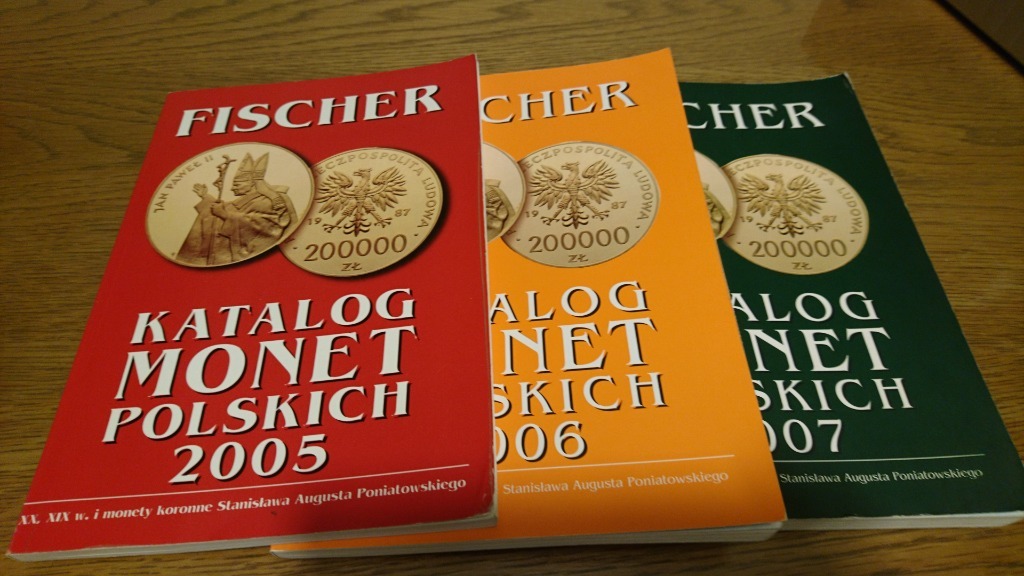 FISCHER
JAN PAWEŁ II
RZECZPOSPOLITA LUDOWA
1987
200000
ZŁ
KATALOG
MONET
POLSKICH
2005
XX, XIX w. i monety koronne Stanisława Augusta Poniatowskiego
CHER
RZECZPOSPOLITA LUDOWA
1987
200000
ZŁ
ALOG
NET
SKICH
006
Stanisława Augusta Poniatowskiego
CHER
RZECZPOSPOLITA LUDOWA
1987
200000
ZŁ
ALOG
NET
SKICH
007
Stanisława Augusta Poniatowskiego